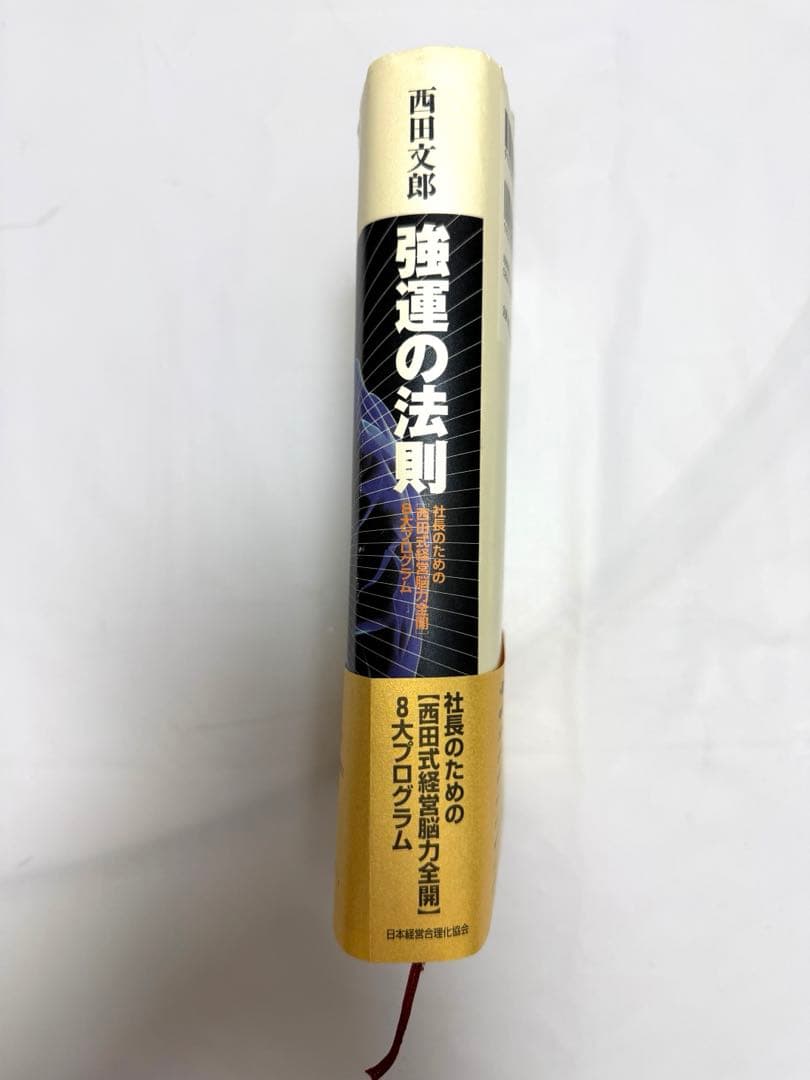 西田文郎
強運の法則
社長のための
[西田式経営脳力全開]
8大プログラム
社長のための
【西田式経営脳力全開】
8大プログラム
日本経営合理化協会